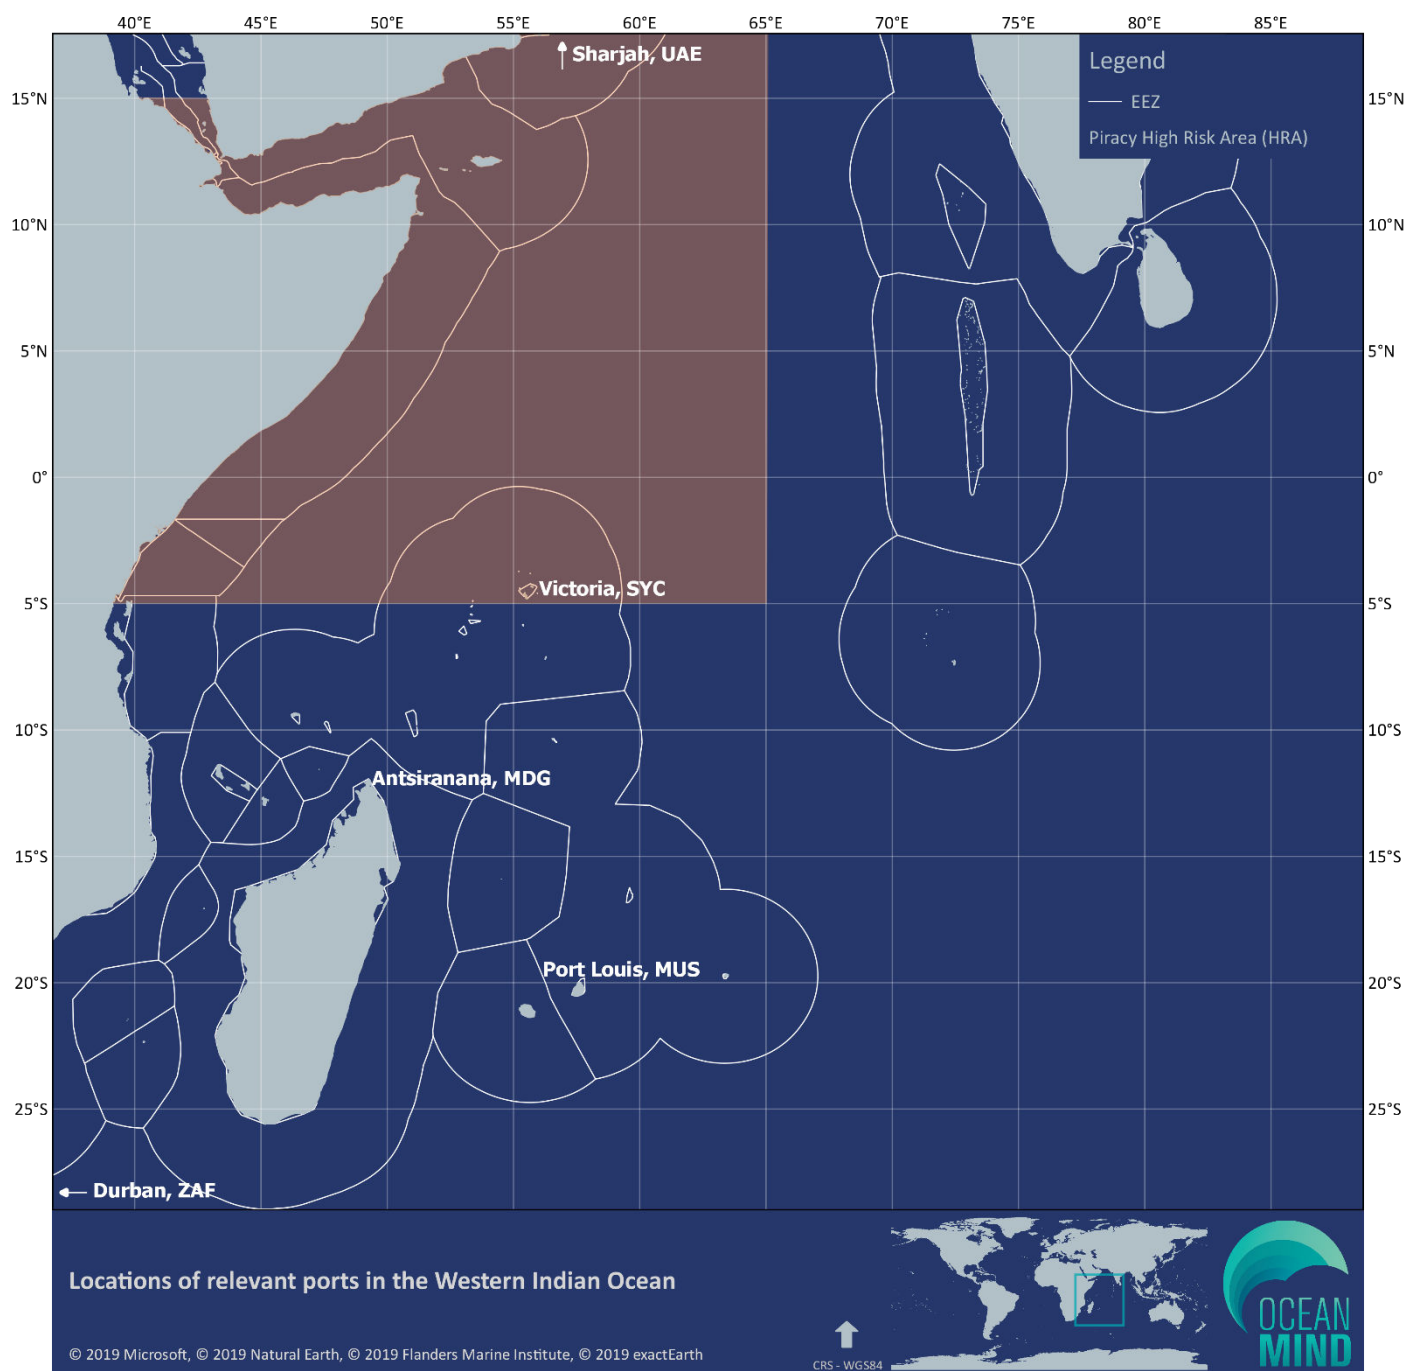 40°E 45°E 50°E 55°E 60°E 65°E 70°E 75°E 80°E 85°E
Sharjah, UAE
Legend
EEZ
Piracy High Risk Area (HRA)
15°N 15°N
10°N 10°N
5°N 5°N
0° 0°
Victoria, SYC
5°S 5°S
10°S 10°S
Antsiranana, MDG
15°S 15°S
Port Louis, MUS
20°S 20°S
25°S 25°S
Durban, ZAF
Locations of relevant ports in the Western Indian Ocean
© 2019 Microsoft, © 2019 Natural Earth, © 2019 Flanders Marine Institute, © 2019 exactEarth
CRS - WGS84
OCEAN
MIND